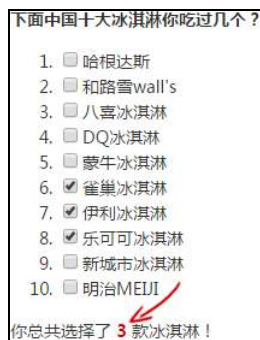 下面中国十大冰淇淋你吃过几个？
1. 哈根达斯
2. 和路雪wall's
3. 八喜冰淇淋
4. DQ冰淇淋
5. 蒙牛冰淇淋
6. 雀巢冰淇淋
7. 伊利冰淇淋
8. 乐可可冰淇淋
9. 新城市冰淇淋
10. 明治MEIJI
你总共选择了 3 款冰淇淋！